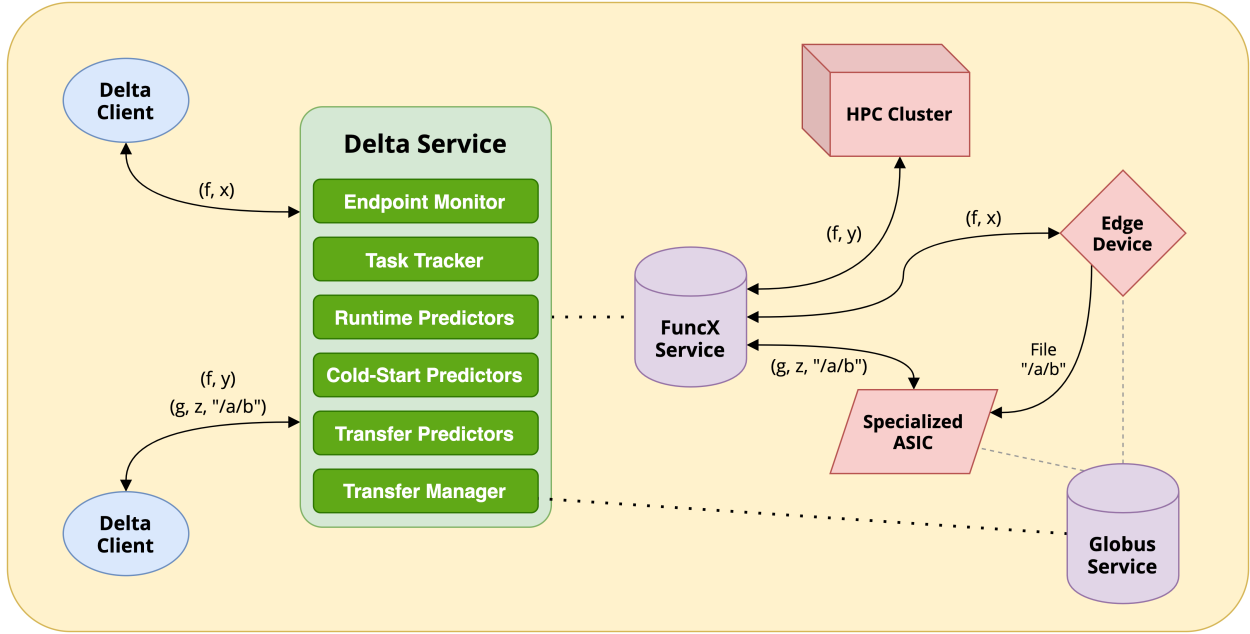 Delta
Client
(f, x)
(f, y)
(g, z, "/a/b")
Delta
Client
Delta Service
Endpoint Monitor
Task Tracker
Runtime Predictors
Cold-Start Predictors
Transfer Predictors
Transfer Manager
FuncX
Service
HPC Cluster
(f, y)
(f, x)
Edge
Device
(g, z, "/a/b")
File
"/a/b"
Specialized
ASIC
Globus
Service